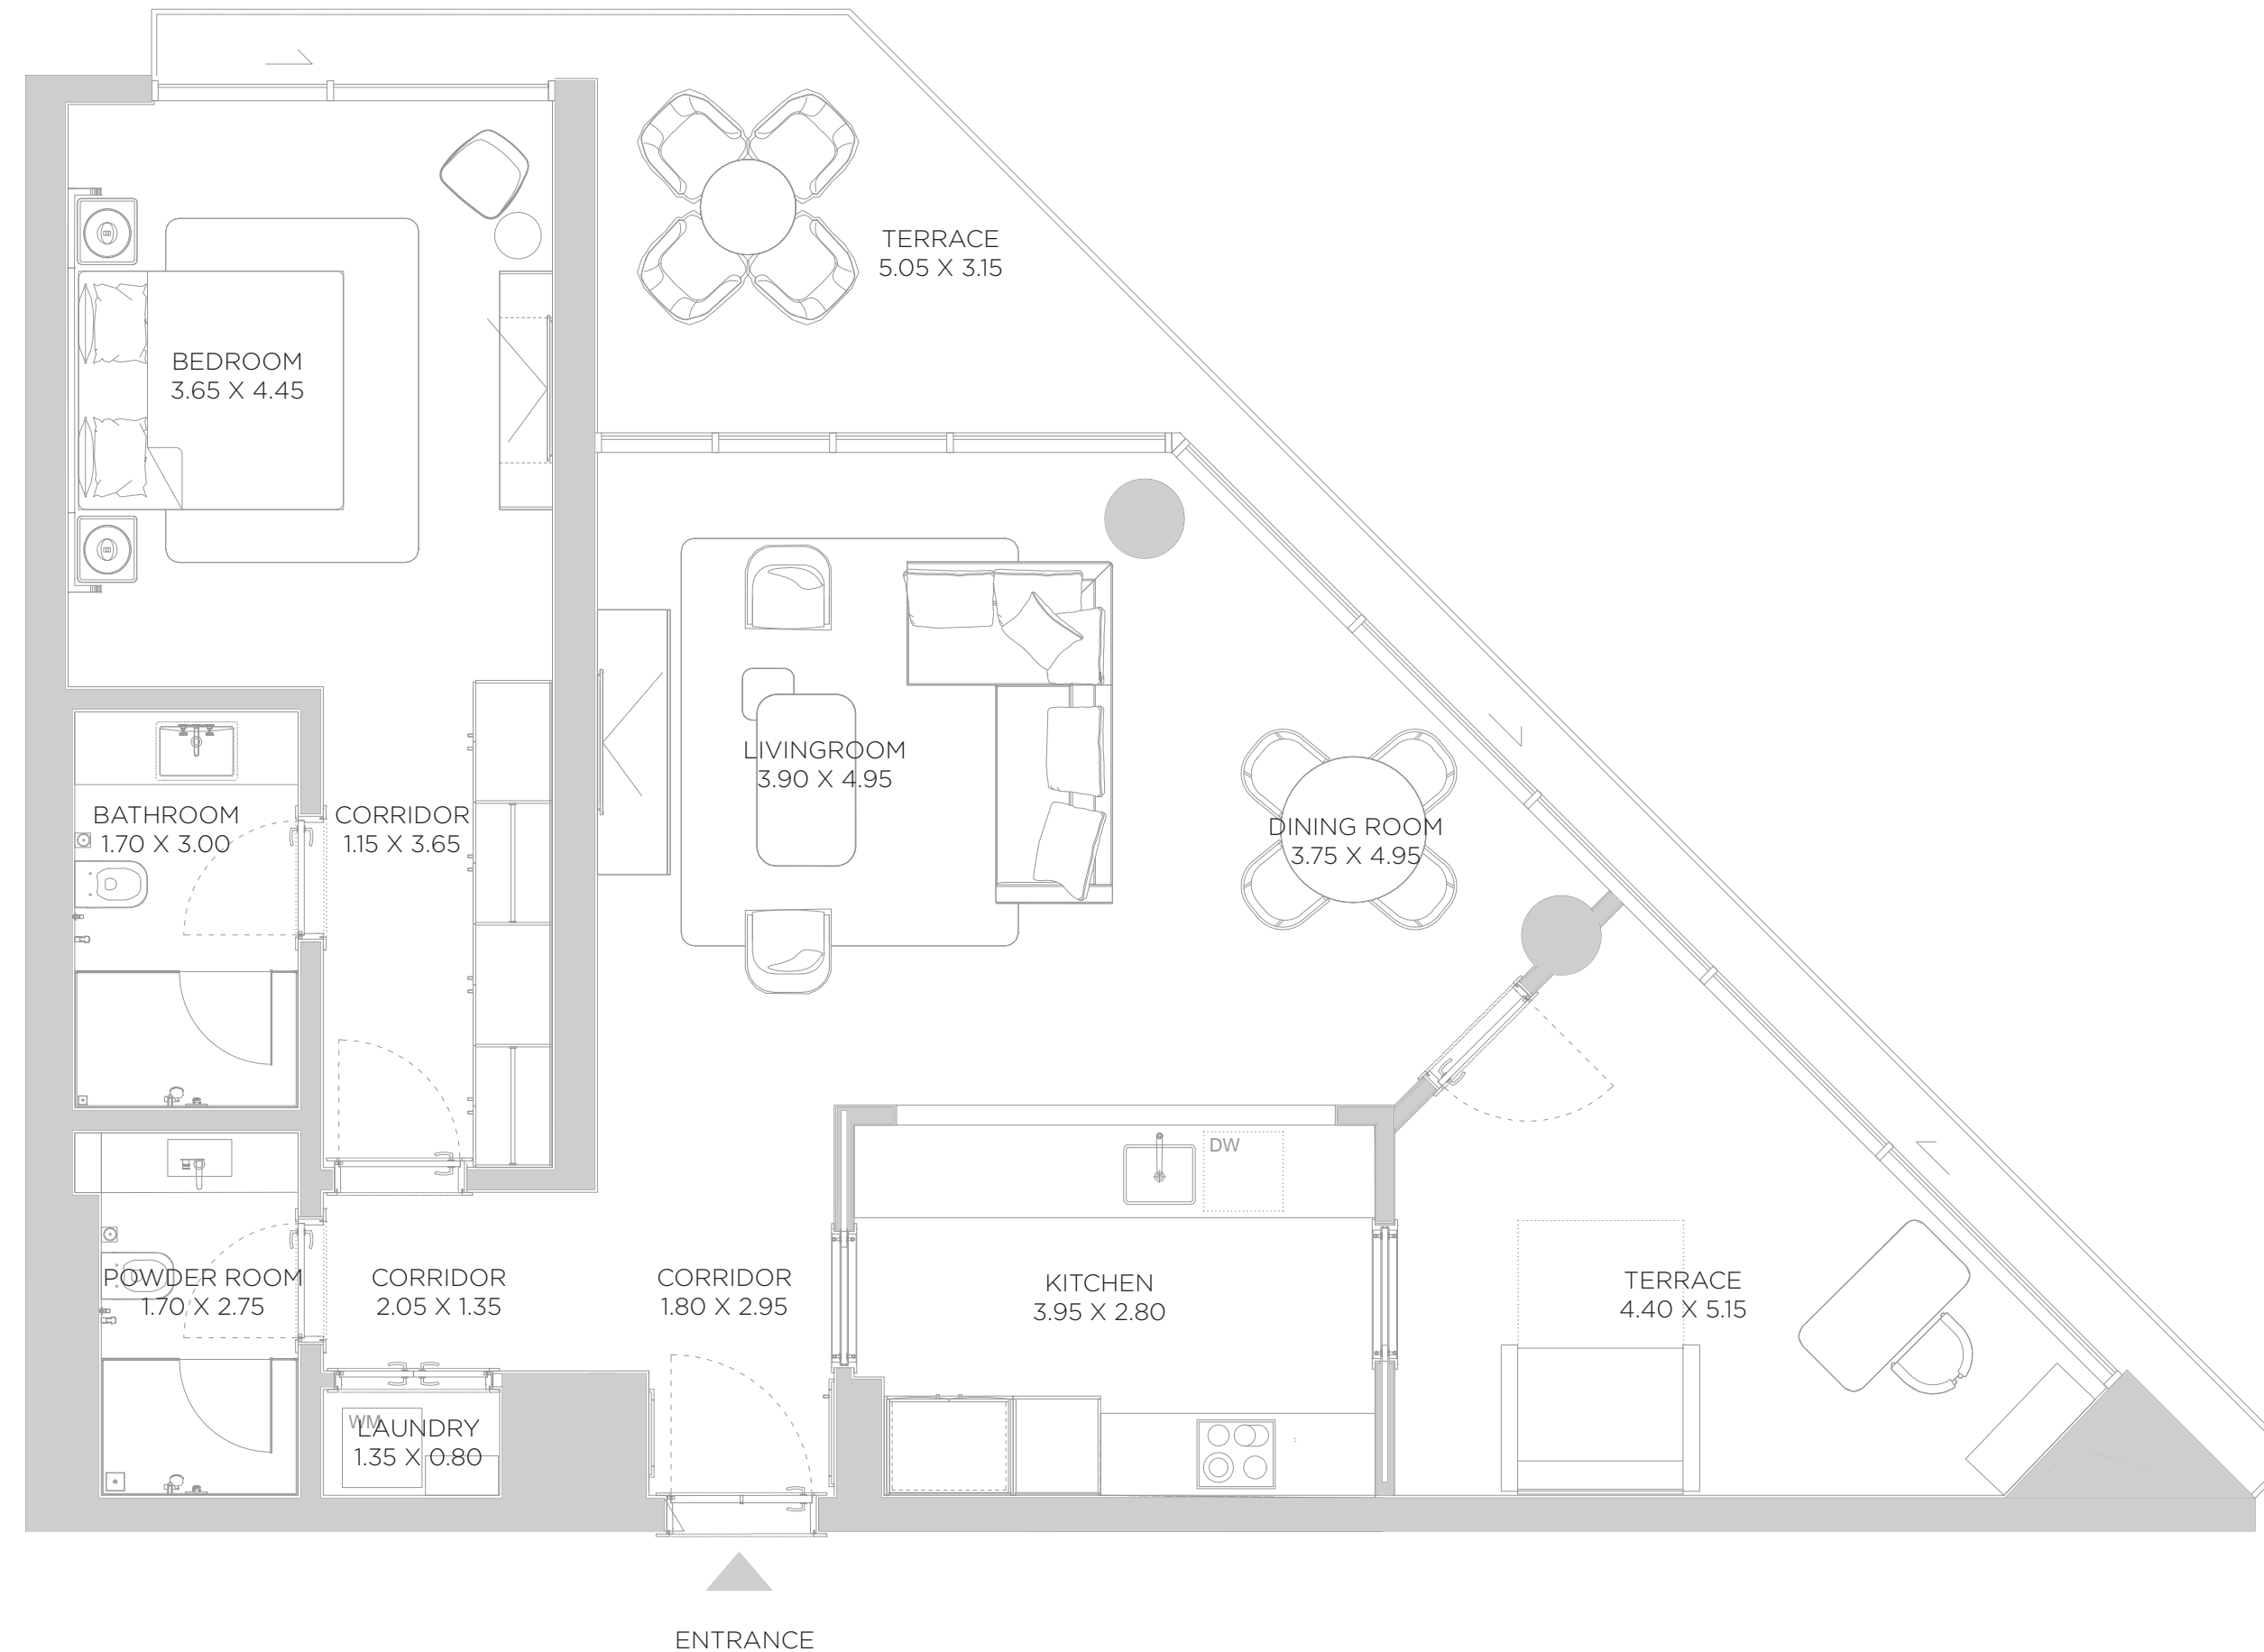 TERRACE
5.05 X 3.15
BEDROOM
3.65 X 4.45
LIVINGROOM
3.90 X 4.95
BATHROOM
1.70 X 3.00
CORRIDOR
1.15 X 3.65
DINING ROOM
3.75 X 4.95
DW
POWDER ROOM
1.70 X 2.75
CORRIDOR
2.05 X 1.35
CORRIDOR
1.80 X 2.95
KITCHEN
3.95 X 2.80
TERRACE
4.40 X 5.15
WM
LAUNDRY
1.35 X 0.80
ENTRANCE